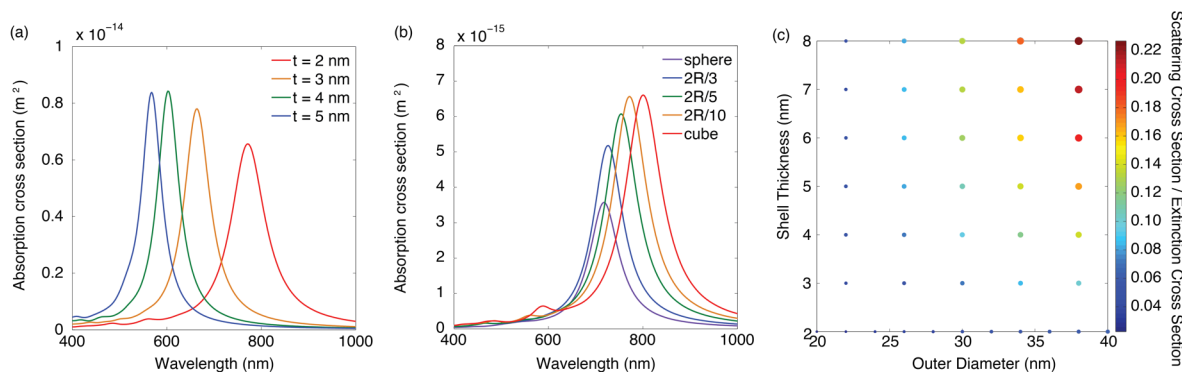 (a)
x 10⁻¹⁴
1
0.8
0.6
0.4
0.2
0
Absorption cross section (m ²)
400
600
800
1000
Wavelength (nm)
t = 2 nm
t = 3 nm
t = 4 nm
t = 5 nm
(b)
x 10⁻¹⁵
8
7
6
5
4
3
2
1
0
Absorption cross section (m ²)
400
600
800
1000
Wavelength (nm)
sphere
2R/3
2R/5
2R/10
cube
(c)
8
7
6
5
4
3
2
Shell Thickness (nm)
20
25
30
35
40
Outer Diameter (nm)
0.22
0.20
0.18
0.16
0.14
0.12
0.10
0.08
0.06
0.04
Scattering Cross Section / Extinction Cross Section